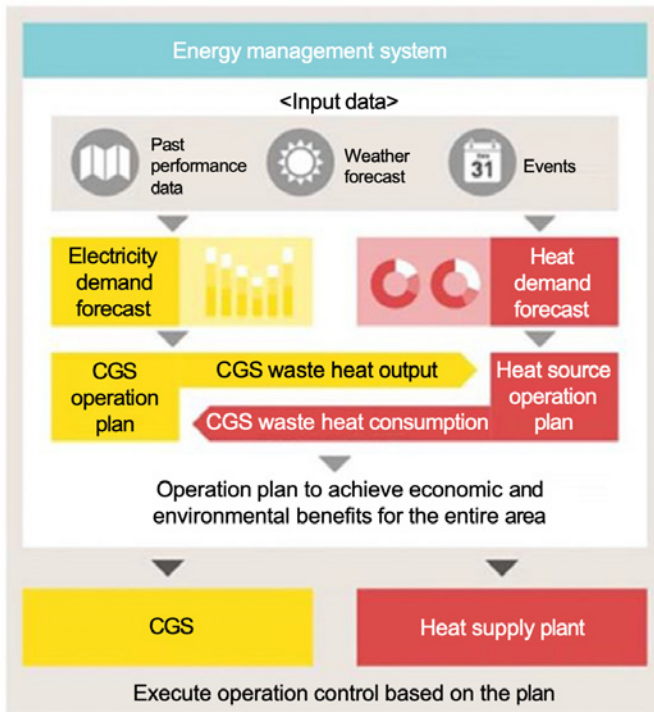 Energy management system
<Input data>
Past
performance
data
Weather
forecast
31
Events
Electricity
demand
forecast
Heat
demand
forecast
CGS
operation
plan
CGS waste heat output
CGS waste heat consumption
Heat source
operation
plan
Operation plan to achieve economic and
environmental benefits for the entire area
CGS
Heat supply plant
Execute operation control based on the plan